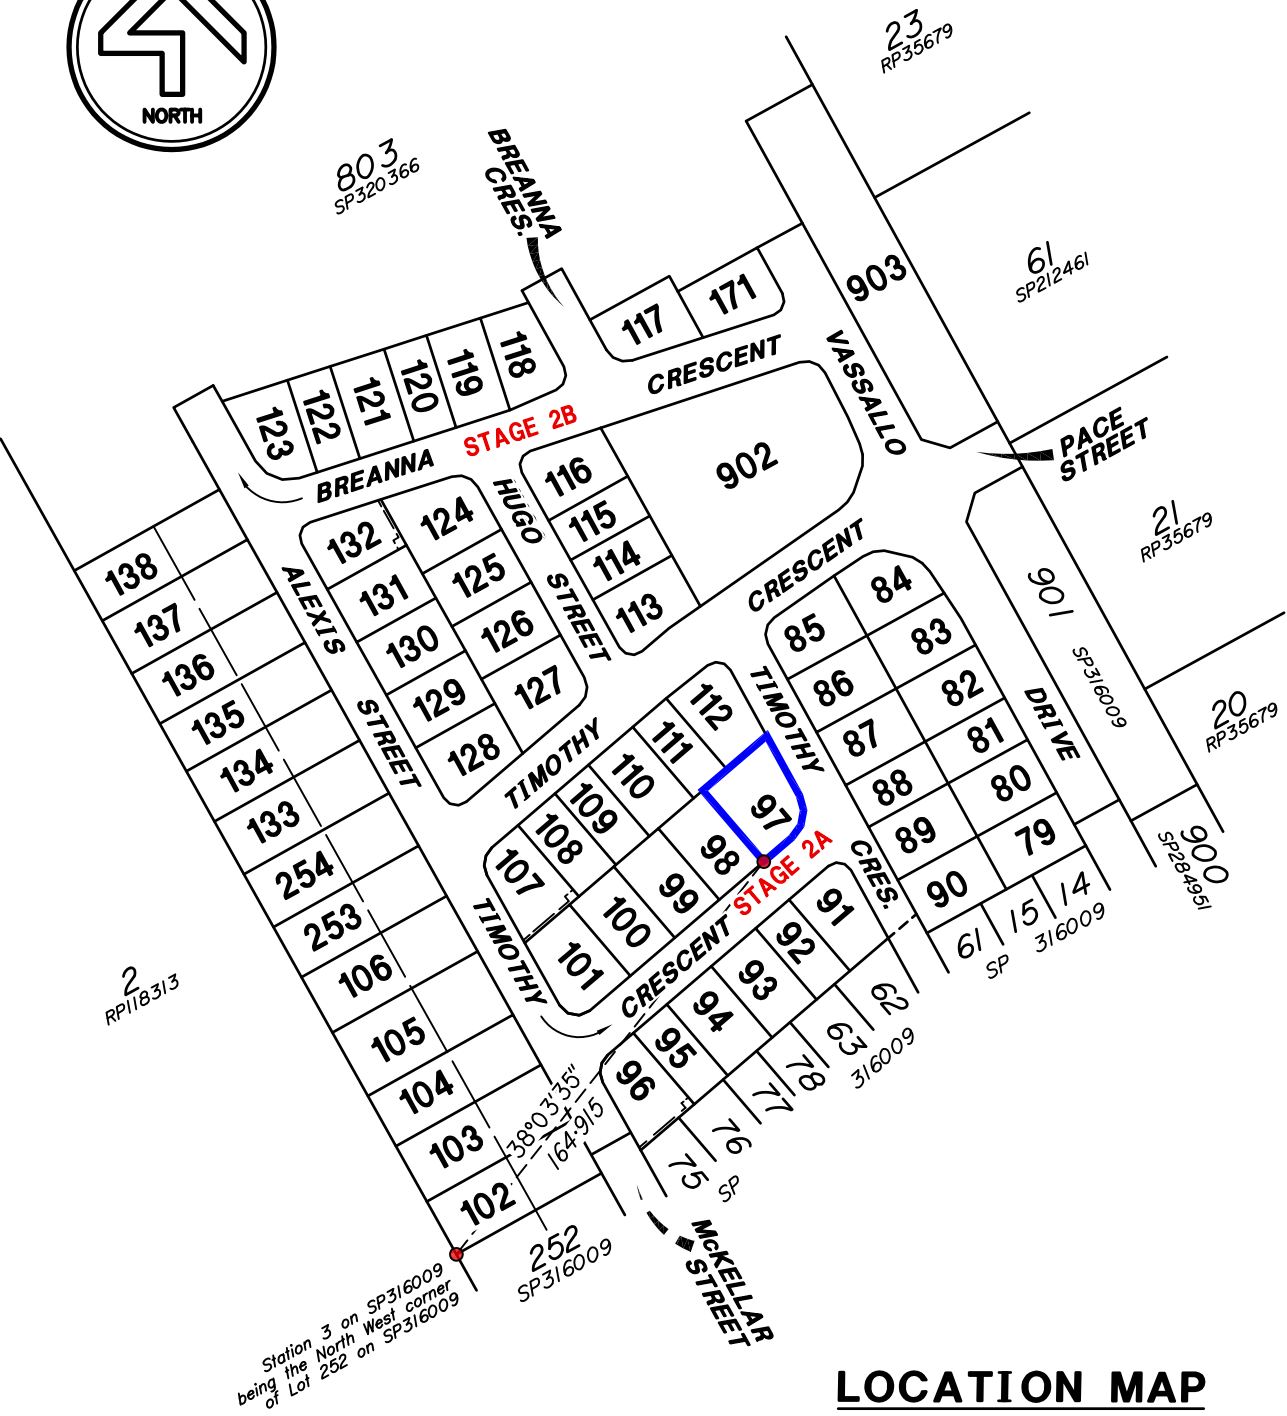 NORTH
23
RP35679
803
SP320366
BREANNA
CRES.
61
SP212461
903
117
171
CRESCENT
VASSALLO
PACE
STREET
123
122
121
120
119
118
BREANNA
STAGE 2B
902
21
RP35679
HUGO
STREET
116
115
114
113
132
124
131
125
130
126
129
127
128
ALEXIS
STREET
138
137
136
135
134
133
254
253
106
105
104
103
102
CRESCENT
TIMOTHY
84
85
83
86
82
87
81
88
80
89
79
90
901
SP316009
DRIVE
20
RP35679
900
SP284951
TIMOTHY
CRES.
112
111
110
109
108
107
97
98
99
100
101
STAGE 2A
TIMOTHY
CRESCENT
91
92
93
94
95
96
61
15
14
SP 316009
62
63
316009
78
77
76
75
SP
2
RP118313
38°03'35"
164·915
252
SP316009
McKELLAR
STREET
Station 3 on SP316009
being the North West corner
of Lot 252 on SP316009
LOCATION MAP